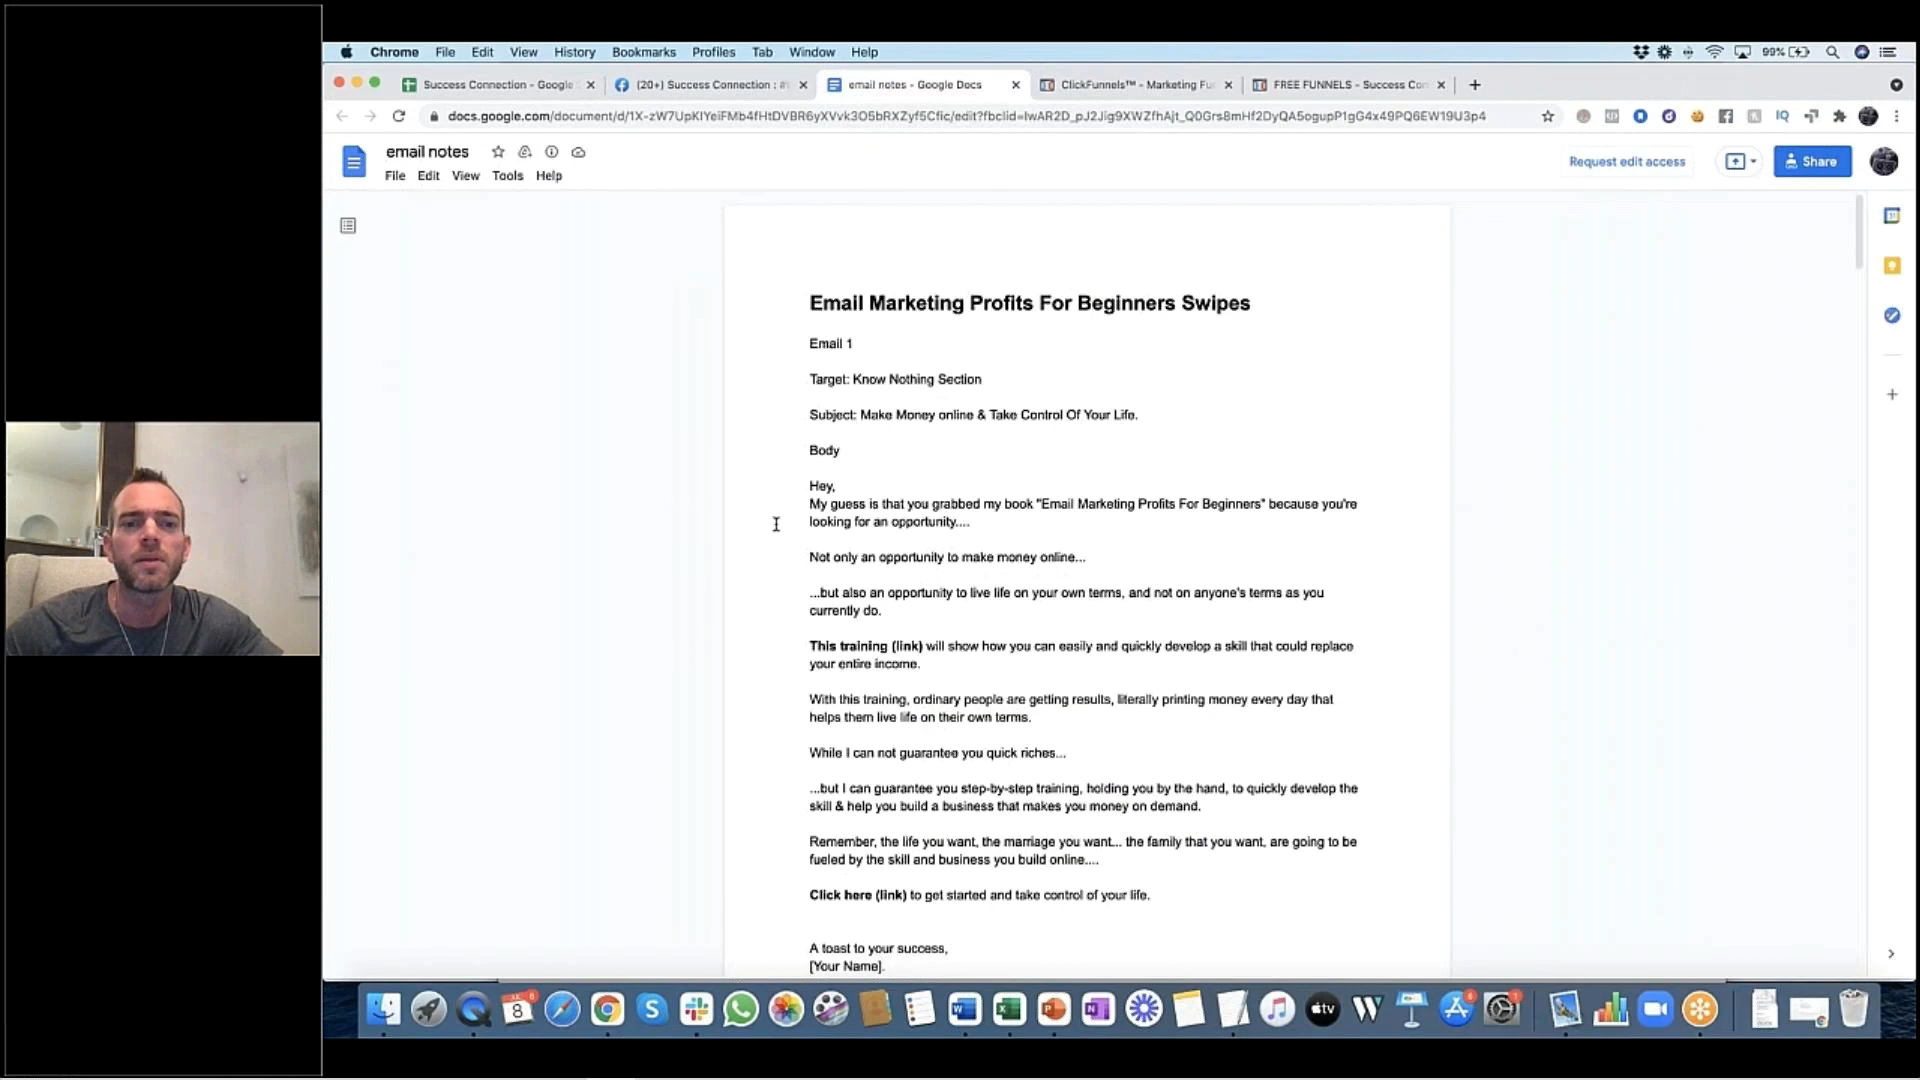 Chrome File Edit View History Bookmarks Profiles Tab Window Help 99%
Success Connection - Google
(20+) Success Connection :
email notes - Google Docs
ClickFunnels™ - Marketing Fu
FREE FUNNELS - Success Co
docs.google.com/document/d/1X-zW7UpKIYeiFMb4fHtDVBR6yXVvk3O5bRXZyf5Cfic/edit?fbclid=IwAR2D_pJ2Jig9XWZfhAjt_Q0Grs8mHf2DyQA5ogupP1gG4x49PQ6EW19U3p4
IQ
email notes
Request edit access
Share
File Edit View Tools Help
Email Marketing Profits For Beginners Swipes
Email 1
Target: Know Nothing Section
Subject: Make Money online & Take Control Of Your Life.
Body
Hey,
My guess is that you grabbed my book "Email Marketing Profits For Beginners" because you're
looking for an opportunity....
Not only an opportunity to make money online...
...but also an opportunity to live life on your own terms, and not on anyone's terms as you
currently do.
This training (link) will show how you can easily and quickly develop a skill that could replace
your entire income.
With this training, ordinary people are getting results, literally printing money every day that
helps them live life on their own terms.
While I can not guarantee you quick riches...
...but I can guarantee you step-by-step training, holding you by the hand, to quickly develop the
skill & help you build a business that makes you money on demand.
Remember, the life you want, the marriage you want... the family that you want, are going to be
fueled by the skill and business you build online....
Click here (link) to get started and take control of your life.
A toast to your success,
[Your Name].
JUL
8
tv